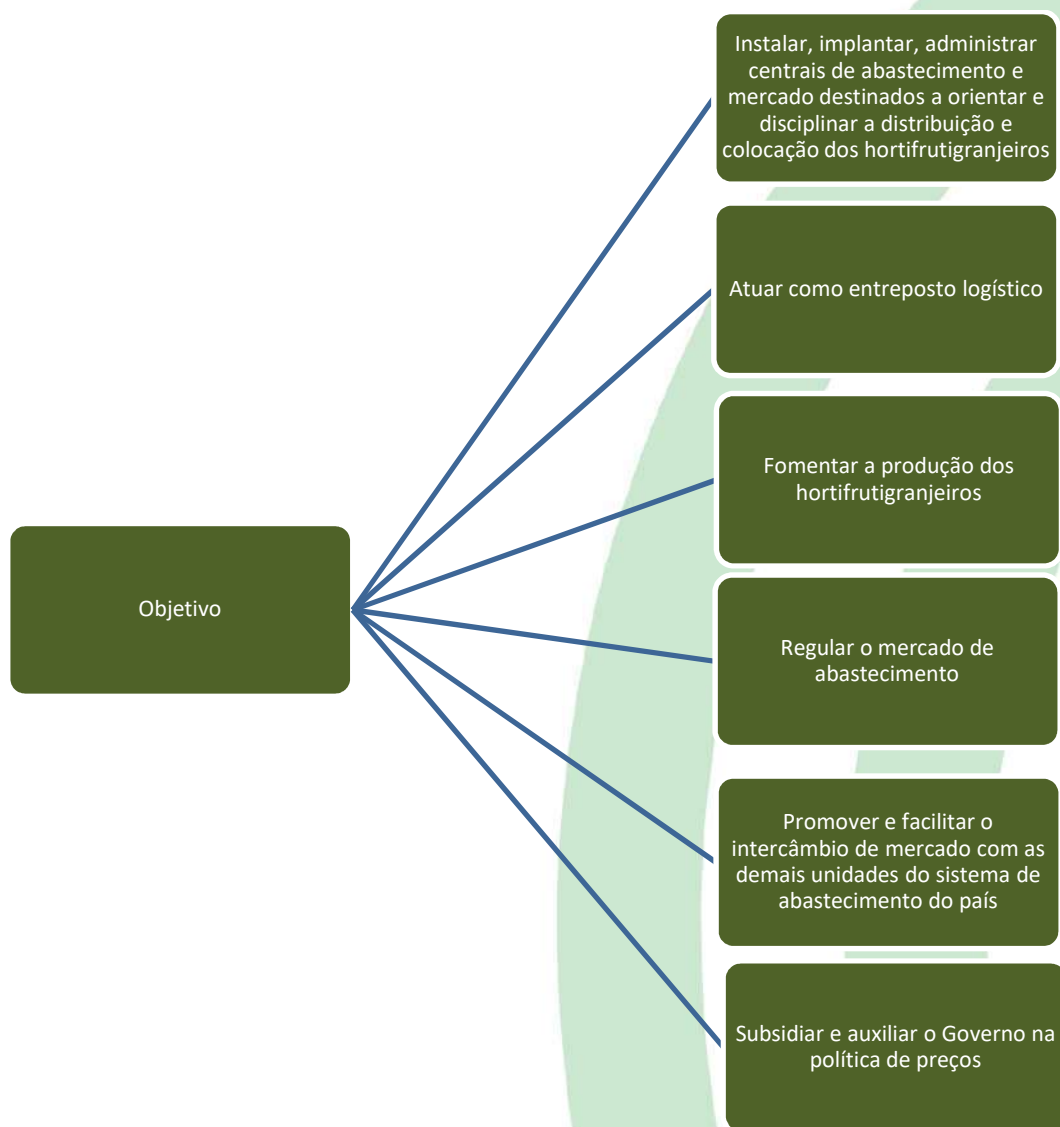 Instalar, implantar, administrar
centrais de abastecimento e
mercado destinados a orientar e
disciplinar a distribuição e
colocação dos hortifrutigranjeiros
Atuar como entreposto logístico
Fomentar a produção dos
hortifrutigranjeiros
Objetivo
Regular o mercado de
abastecimento
Promover e facilitar o
intercâmbio de mercado com as
demais unidades do sistema de
abastecimento do país
Subsidiar e auxiliar o Governo na
política de preços